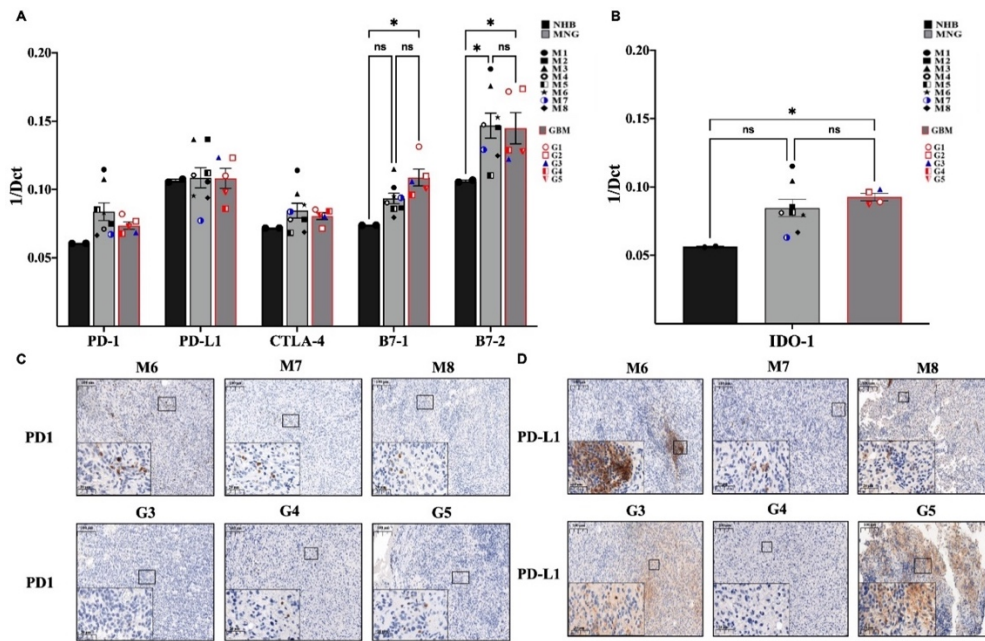 A
1/Dct
0.20
0.15
0.10
0.05
PD-1
PD-L1
CTLA-4
B7-1
B7-2
*
ns
ns
*
*
ns
NHB
MNG
M1
M2
M3
M4
M5
M6
M7
M8
GBM
G1
G2
G3
G4
G5
B
1/Dct
0.20
0.15
0.10
0.05
IDO-1
*
ns
ns
NHB
MNG
M1
M2
M3
M4
M5
M6
M7
M8
GBM
G1
G2
G3
G4
G5
C
M6
M7
M8
PD1
G3
G4
G5
PD1
D
M6
M7
M8
PD-L1
G3
G4
G5
PD-L1